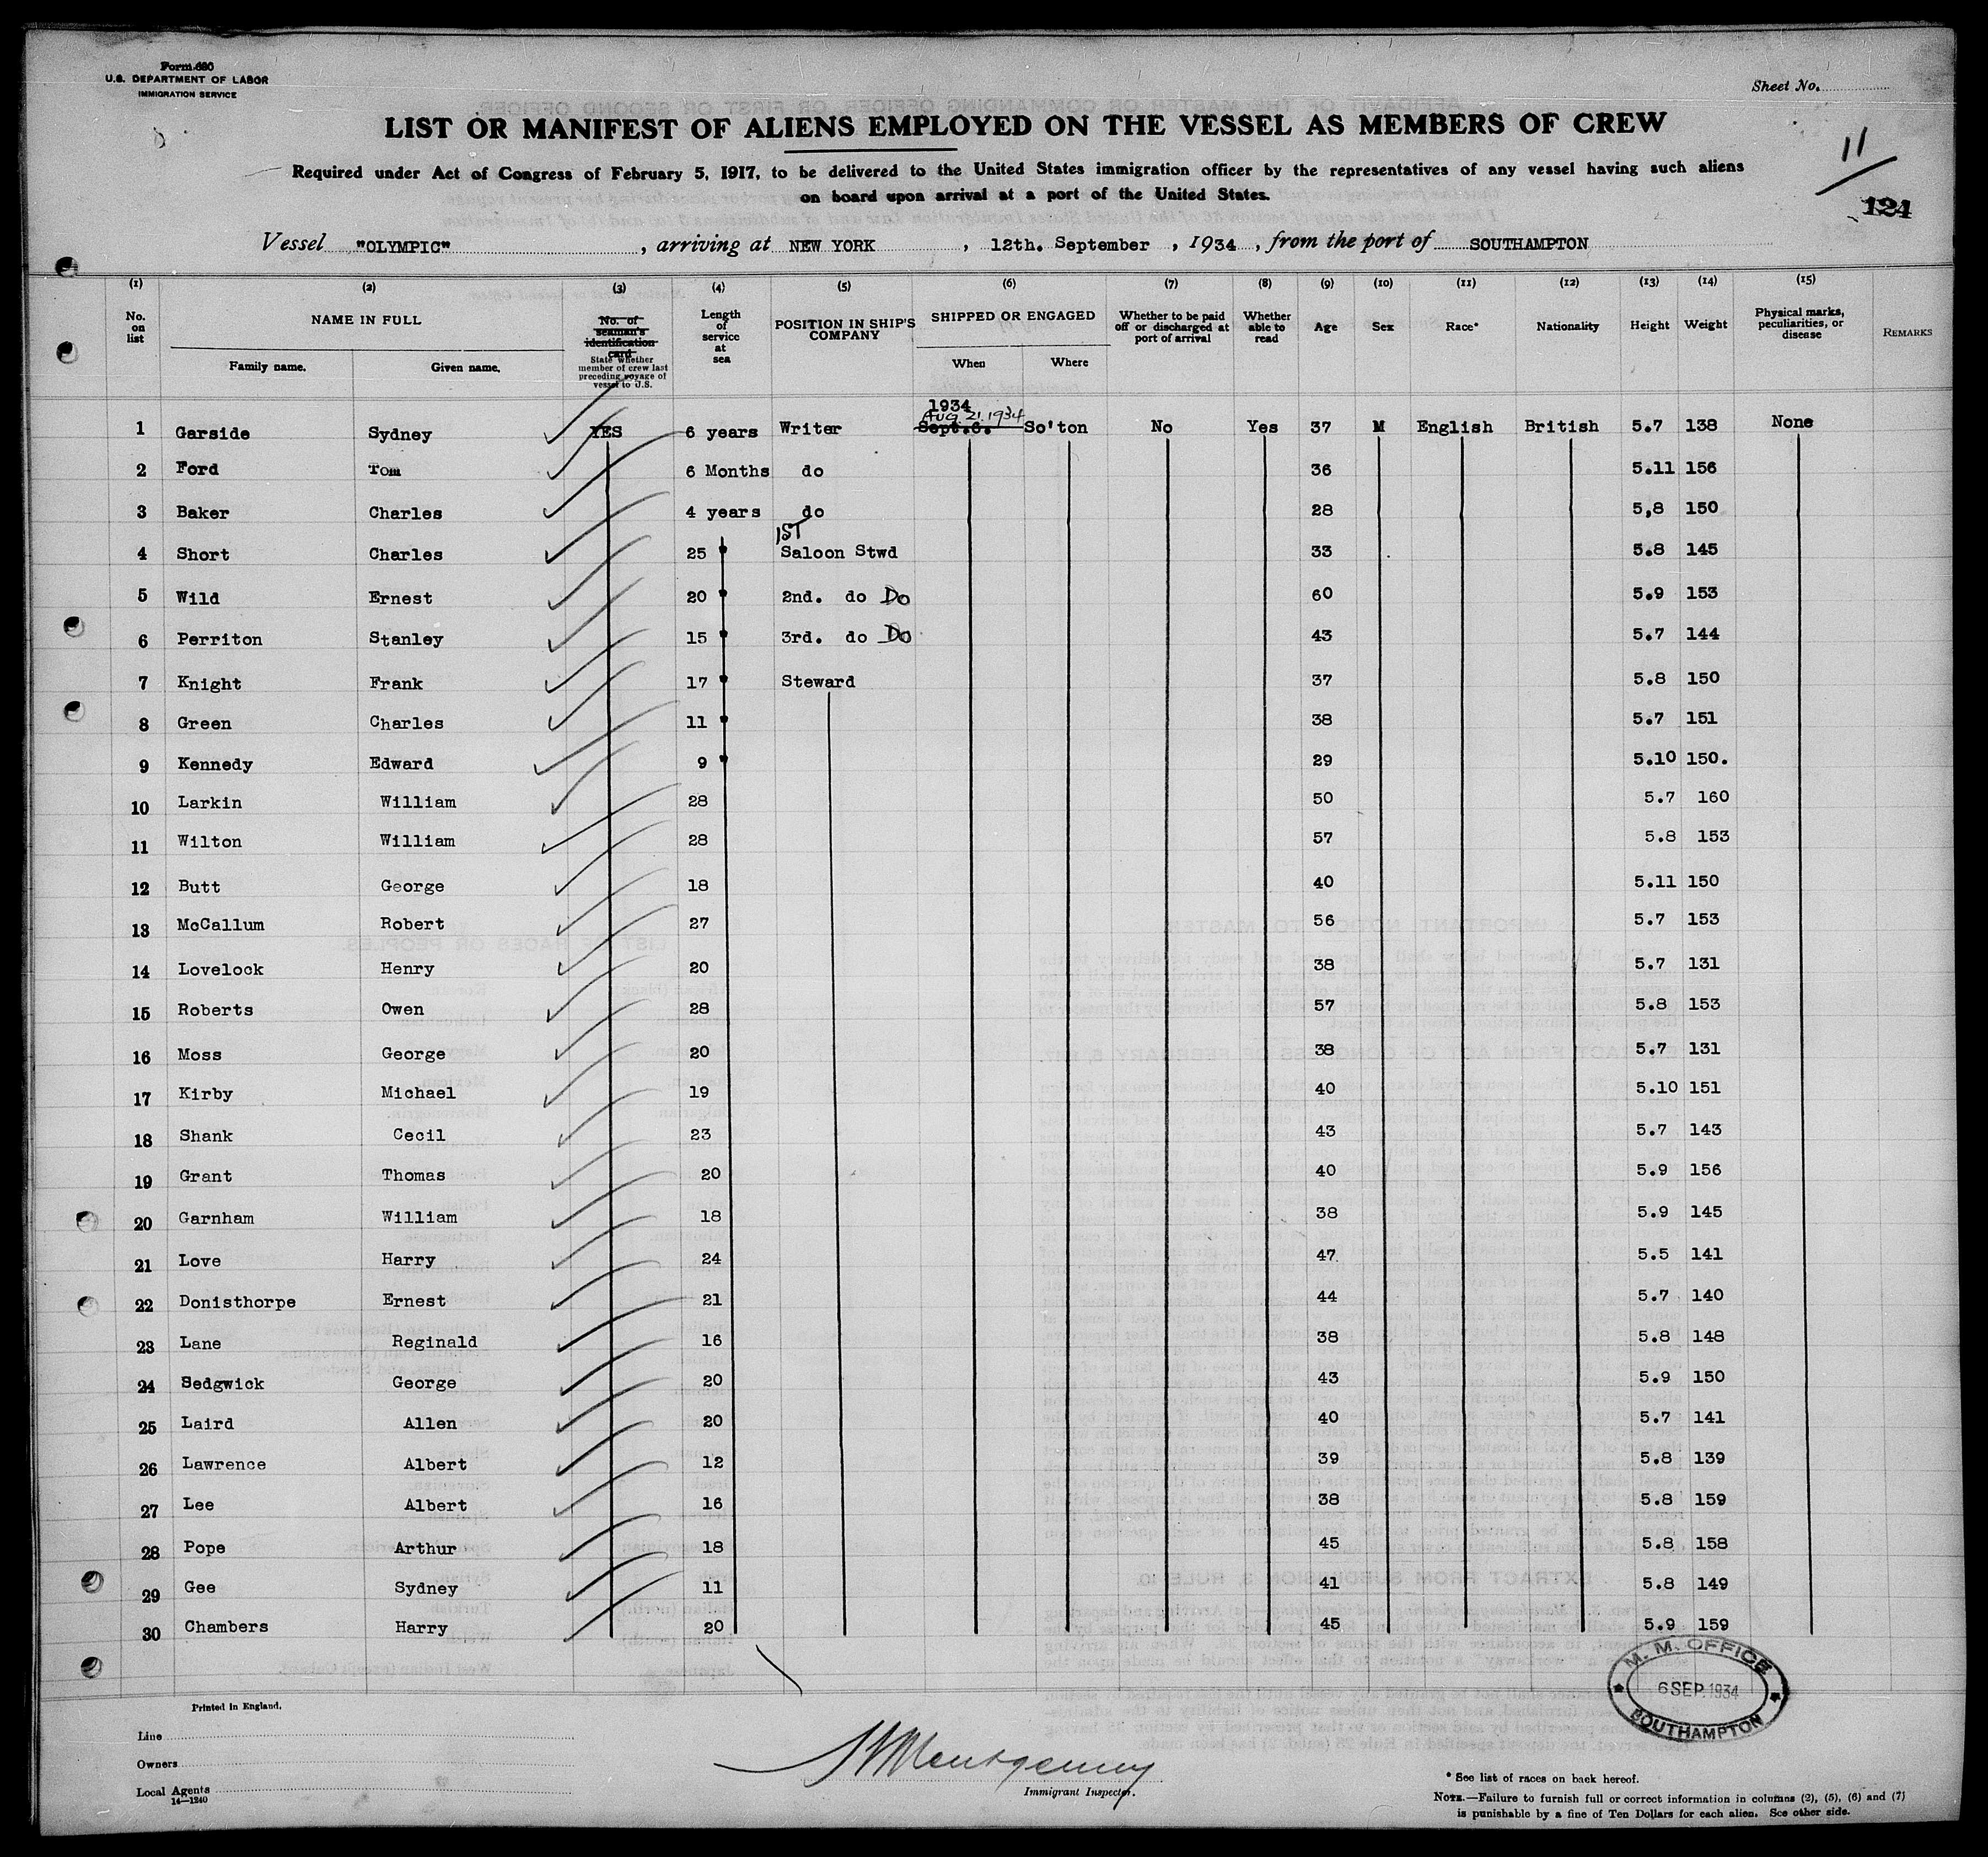 Form 680
U.S. DEPARTMENT OF LABOR
IMMIGRATION SERVICE
Sheet No.
LIST OR MANIFEST OF ALIENS EMPLOYED ON THE VESSEL AS MEMBERS OF CREW
11
Required under Act of Congress of February 5, 1917, to be delivered to the United States immigration officer by the representatives of any vessel having such aliens
on board upon arrival at a port of the United States.
124
Vessel "OLYMPIC", arriving at NEW YORK, 12th. September, 1934, from the port of SOUTHAMPTON
(1) (2) (3) (4) (5) (6) (7) (8) (9) (10) (11) (12) (13) (14) (15)
No. on list NAME IN FULL Family name. Given name. No. of seaman's identification card State whether member of crew last preceding voyage of vessel to U.S. Length of service at sea POSITION IN SHIP'S COMPANY SHIPPED OR ENGAGED When Where Whether to be paid off or discharged at port of arrival Whether able to read Age Sex Race* Nationality Height Weight Physical marks, peculiarities, or disease REMARKS
1934
AUG 21.1934
1 Garside Sydney YES 6 years Writer Sept.6. So'ton No Yes 37 M English British 5.7 138 None
2 Ford Tom 6 Months do 36 5.11 156
3 Baker Charles 4 years do 28 5,8 150
1ST
4 Short Charles 25 " Saloon Stwd 33 5.8 145
5 Wild Ernest 20 " 2nd. do Do 60 5.9 153
6 Perriton Stanley 15 " 3rd. do Do 43 5.7 144
7 Knight Frank 17 " Steward 37 5.8 150
8 Green Charles 11 " 38 5.7 151
9 Kennedy Edward 9 " 29 5.10 150.
10 Larkin William 28 50 5.7 160
11 Wilton William 28 57 5.8 153
12 Butt George 18 40 5.11 150
13 McCallum Robert 27 56 5.7 153
14 Lovelock Henry 20 38 5.7 131
15 Roberts Owen 28 57 5.8 153
16 Moss George 20 38 5.7 131
17 Kirby Michael 19 40 5.10 151
18 Shank Cecil 23 43 5.7 143
19 Grant Thomas 20 40 5.9 156
20 Garnham William 18 38 5.9 145
21 Love Harry 24 47 5.5 141
22 Donisthorpe Ernest 21 44 5.7 140
23 Lane Reginald 16 38 5.8 148
24 Sedgwick George 20 43 5.9 150
25 Laird Allen 20 40 5.7 141
26 Lawrence Albert 12 39 5.8 139
27 Lee Albert 16 38 5.8 159
28 Pope Arthur 18 45 5.8 158
29 Gee Sydney 11 41 5.8 149
30 Chambers Harry 20 45 5.9 159
M. M. OFFICE
6 SEP. 1934
SOUTHAMPTON
Printed in England.
Line
Owners
Local Agents
14—1240
Montgomery
Immigrant Inspector.
* See list of races on back hereof.
NOTE.—Failure to furnish full or correct information in columns (2), (5), (6) and (7)
is punishable by a fine of Ten Dollars for each alien. See other side.